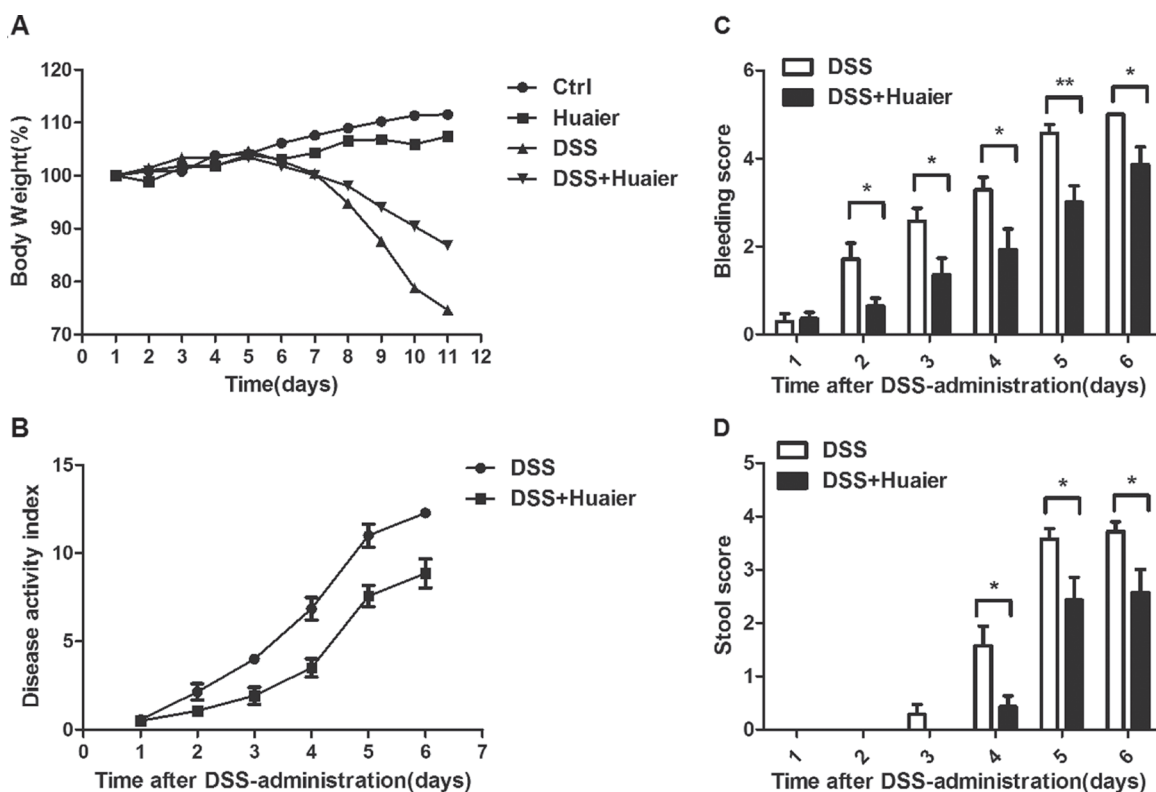 A
Body Weight(%)
120
110
100
90
80
70
0 1 2 3 4 5 6 7 8 9 10 11 12
Time(days)
Ctrl
Huaier
DSS
DSS+Huaier
B
Disease activity index
15
10
5
0
0 1 2 3 4 5 6 7
Time after DSS-administration(days)
DSS
DSS+Huaier
C
DSS
DSS+Huaier
Bleeding score
6
4
2
0
* * * ** *
1 2 3 4 5 6
Time after DSS-administration(days)
D
DSS
DSS+Huaier
Stool score
5
4
3
2
1
0
* * *
1 2 3 4 5 6
Time after DSS-administration(days)